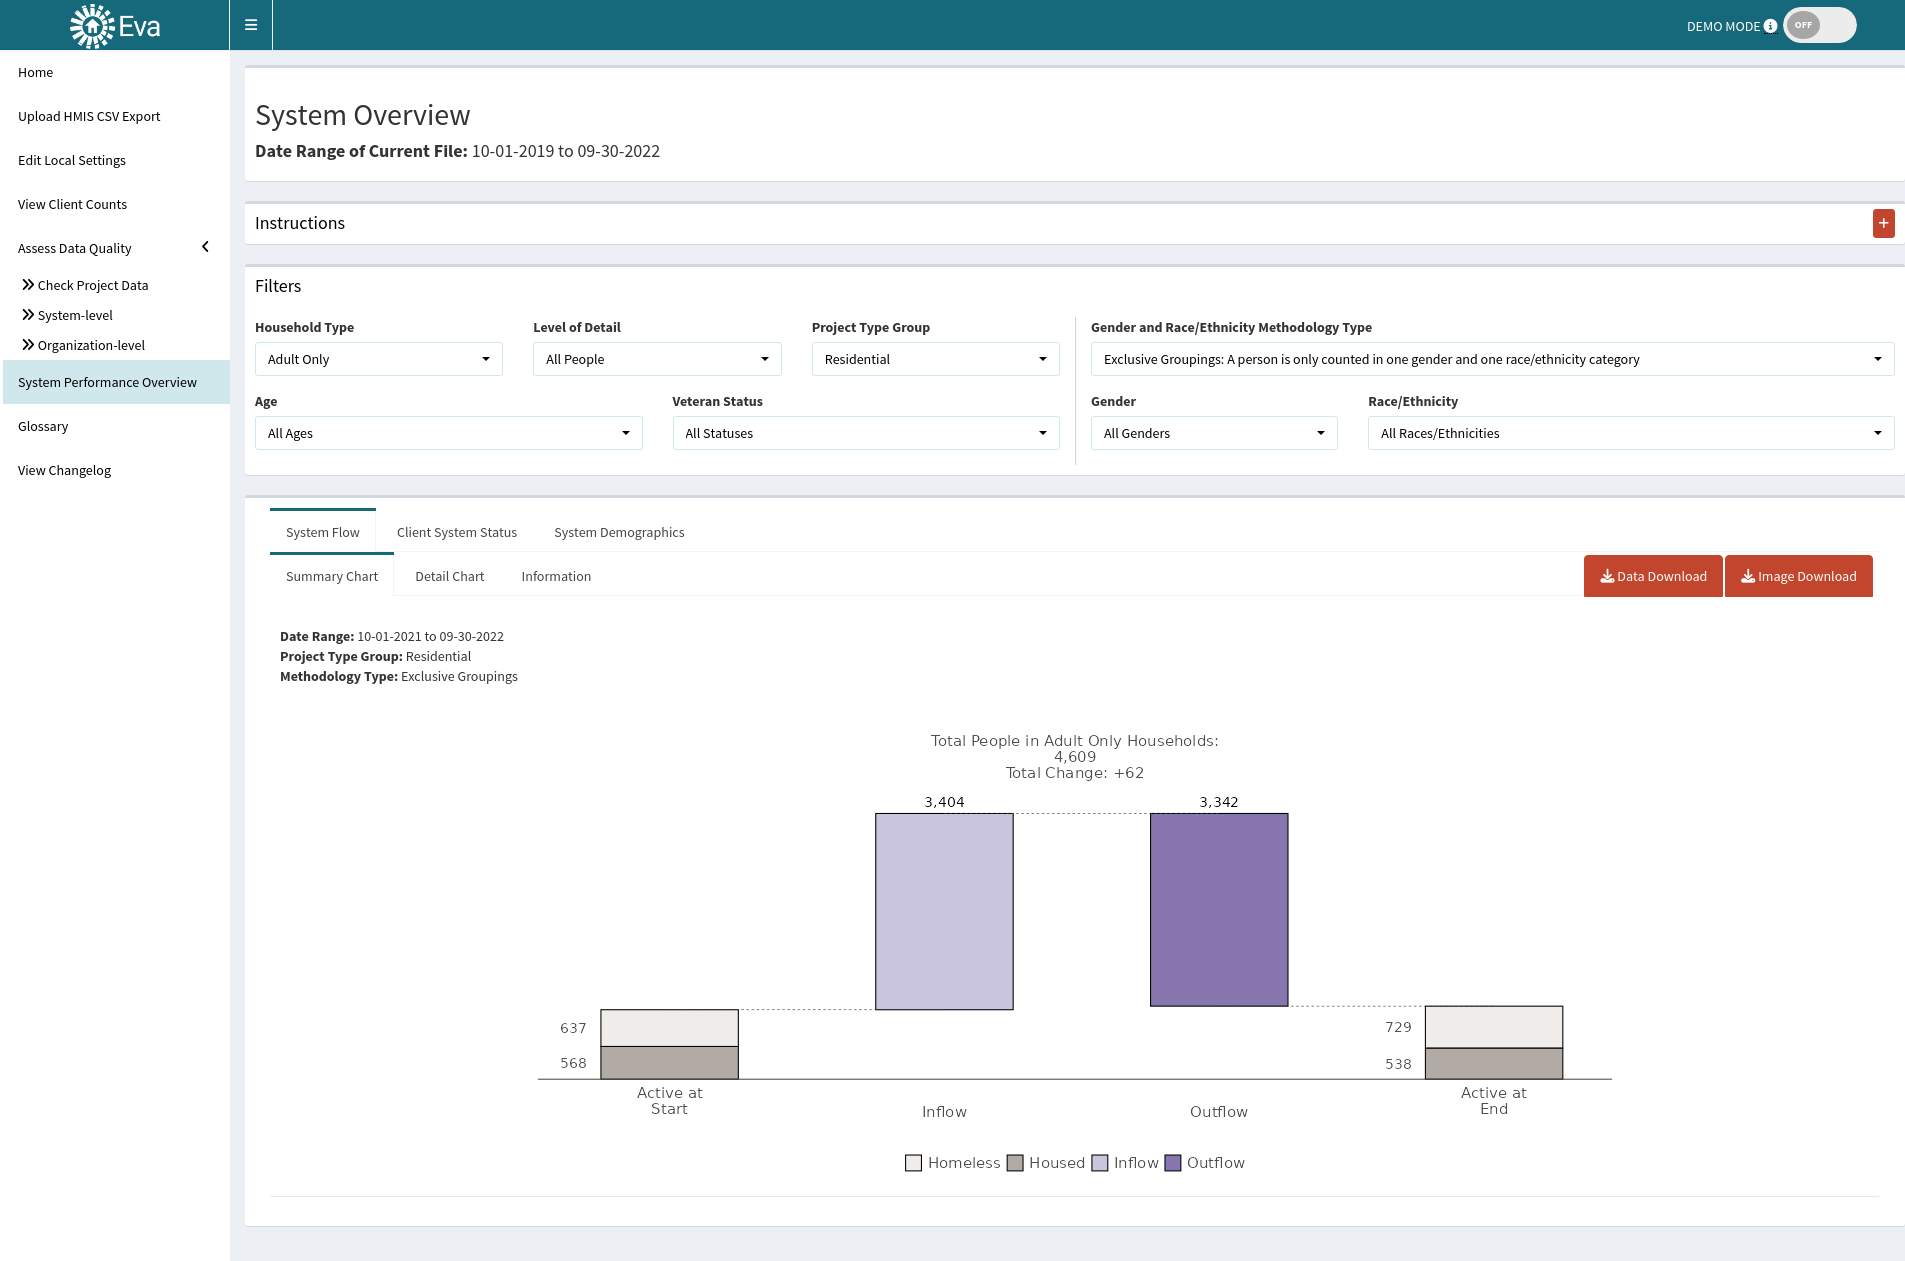 Eva
DEMO MODE
OFF
Home
Upload HMIS CSV Export
Edit Local Settings
View Client Counts
Assess Data Quality
Check Project Data
System-level
Organization-level
System Performance Overview
Glossary
View Changelog
System Overview
Date Range of Current File: 10-01-2019 to 09-30-2022
Instructions
+
Filters
Household Type
Level of Detail
Project Type Group
Gender and Race/Ethnicity Methodology Type
Adult Only
All People
Residential
Exclusive Groupings: A person is only counted in one gender and one race/ethnicity category
Age
Veteran Status
Gender
Race/Ethnicity
All Ages
All Statuses
All Genders
All Races/Ethnicities
System Flow
Client System Status
System Demographics
Summary Chart
Detail Chart
Information
Data Download
Image Download
Date Range: 10-01-2021 to 09-30-2022
Project Type Group: Residential
Methodology Type: Exclusive Groupings
Total People in Adult Only Households:
4,609
Total Change: +62
3,404
3,342
637
568
729
538
Active at
Start
Inflow
Outflow
Active at
End
Homeless
Housed
Inflow
Outflow